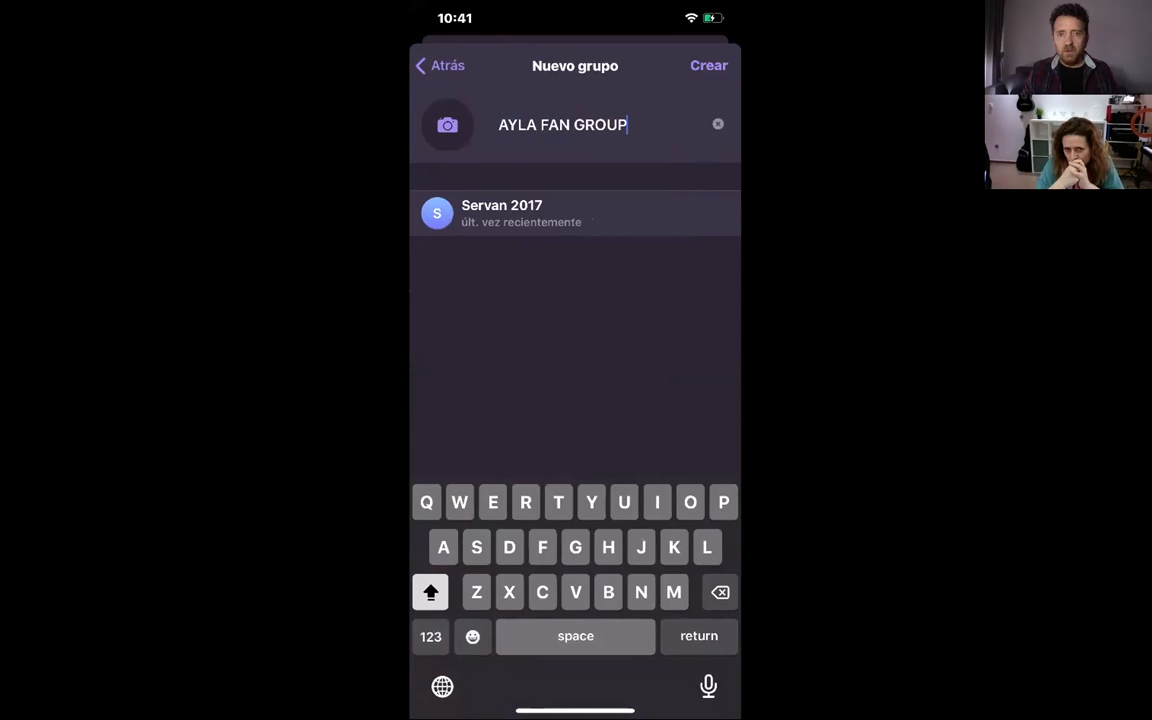 10:41
Atrás
Nuevo grupo
Crear
AYLA FAN GROUP
S
Servan 2017
últ. vez recientemente
Q W E R T Y U I O P
A S D F G H J K L
Z X C V B N M
123
space
return